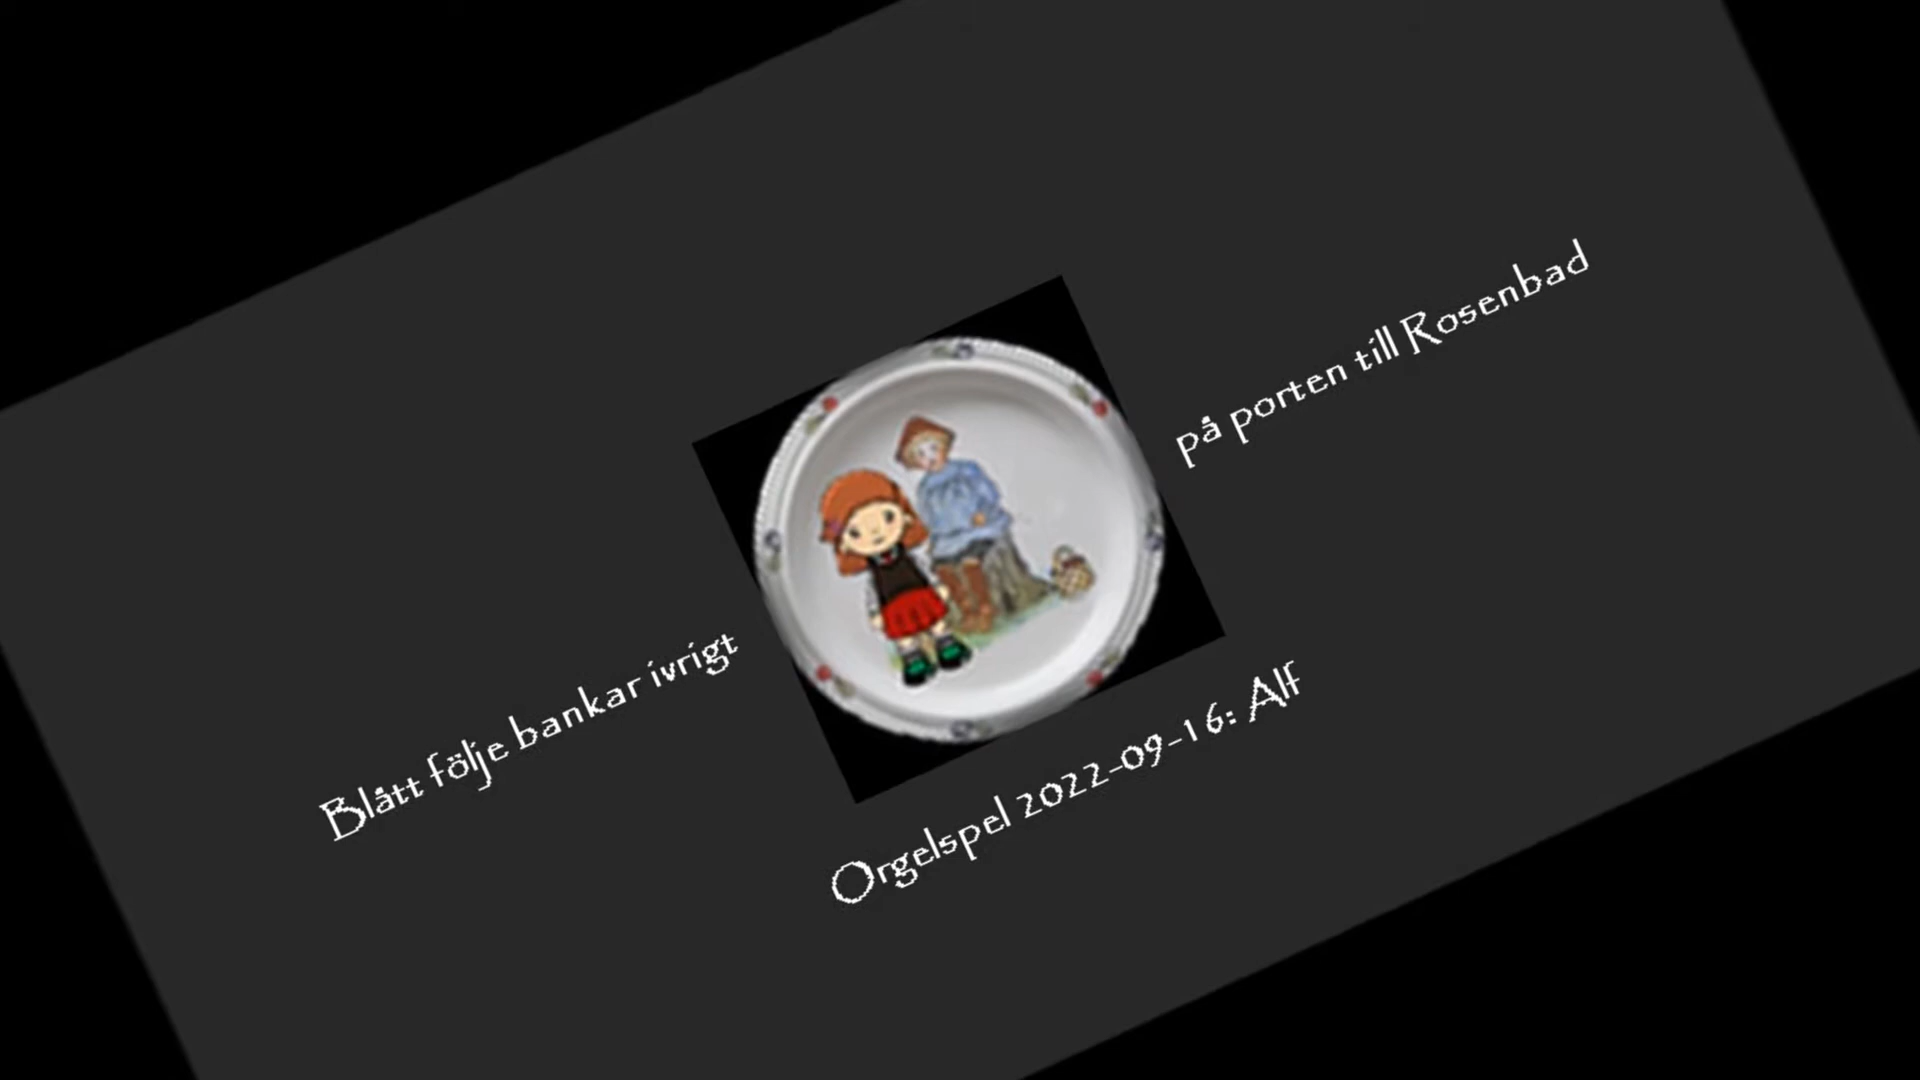 Blått följe bankar ivrigt
på porten till Rosenbad
Orgelspel 2022-09-16: Alf